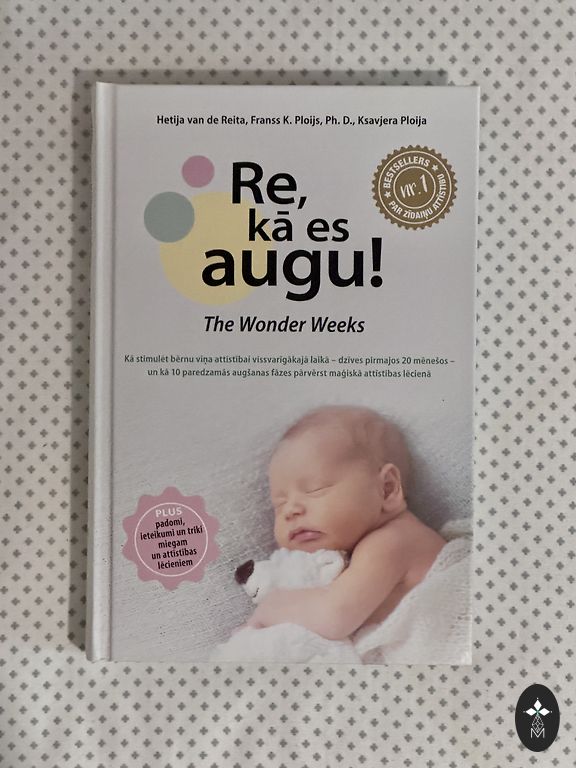 Hetija van de Reita, Franss K. Ploijs, Ph. D., Ksavjera Ploija
BESTSELLERS
nr.1
PAR ZĪDAIŅU ATTĪSTĪBU
Re,
kā es
augu!
The Wonder Weeks
Kā stimulēt bērnu viņa attīstībai vissvarīgākajā laikā – dzīves pirmajos 20 mēnešos –
un kā 10 paredzamās augšanas fāzes pārvērst maģiskā attīstības lēcienā
PLUS
padomi,
ieteikumi un triki
miegam
un attīstības
lēcieniem
M